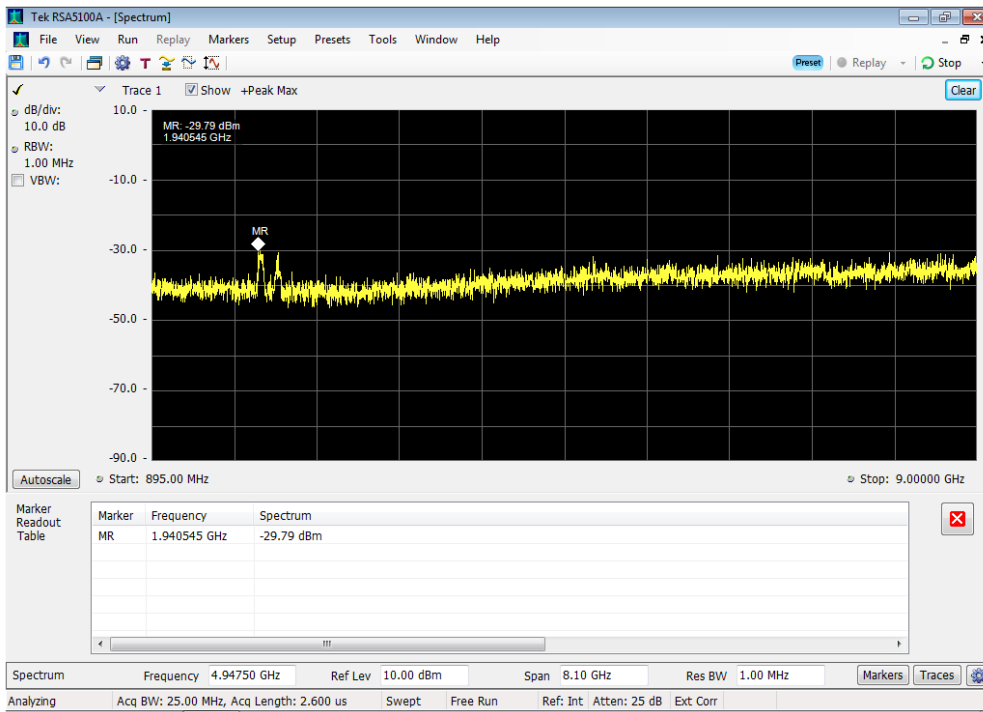 Tek RSA5100A - [Spectrum]
File View Run Replay Markers Setup Presets Tools Window Help
T Preset Replay Stop
Trace 1 Show +Peak Max Clear
dB/div:
10.0 dB
RBW:
1.00 MHz
VBW:
10.0 -
MR: -29.79 dBm
1.940545 GHz
-10.0 -
MR
-30.0 -
-50.0 -
-70.0 -
-90.0 -
Autoscale Start: 895.00 MHz Stop: 9.00000 GHz
Marker
Readout
Table
Marker Frequency Spectrum
MR 1.940545 GHz -29.79 dBm
Spectrum Frequency 4.94750 GHz Ref Lev 10.00 dBm Span 8.10 GHz Res BW 1.00 MHz Markers Traces
Analyzing Acq BW: 25.00 MHz, Acq Length: 2.600 us Swept Free Run Ref: Int Atten: 25 dB Ext Corr